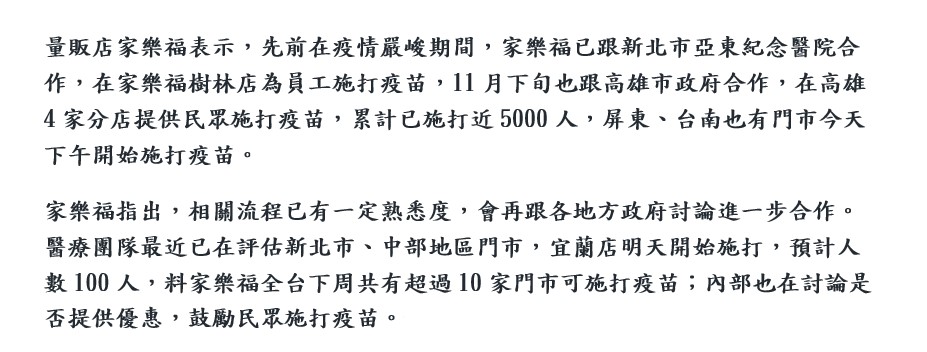 量販店家樂福表示，先前在疫情嚴峻期間，家樂福已跟新北市亞東紀念醫院合
作，在家樂福樹林店為員工施打疫苗，11 月下旬也跟高雄市政府合作，在高雄
4 家分店提供民眾施打疫苗，累計已施打近 5000 人，屏東、台南也有門市今天
下午開始施打疫苗。
家樂福指出，相關流程已有一定熟悉度，會再跟各地方政府討論進一步合作。
醫療團隊最近已在評估新北市、中部地區門市，宜蘭店明天開始施打，預計人
數 100 人，料家樂福全台下周共有超過 10 家門市可施打疫苗；內部也在討論是
否提供優惠，鼓勵民眾施打疫苗。